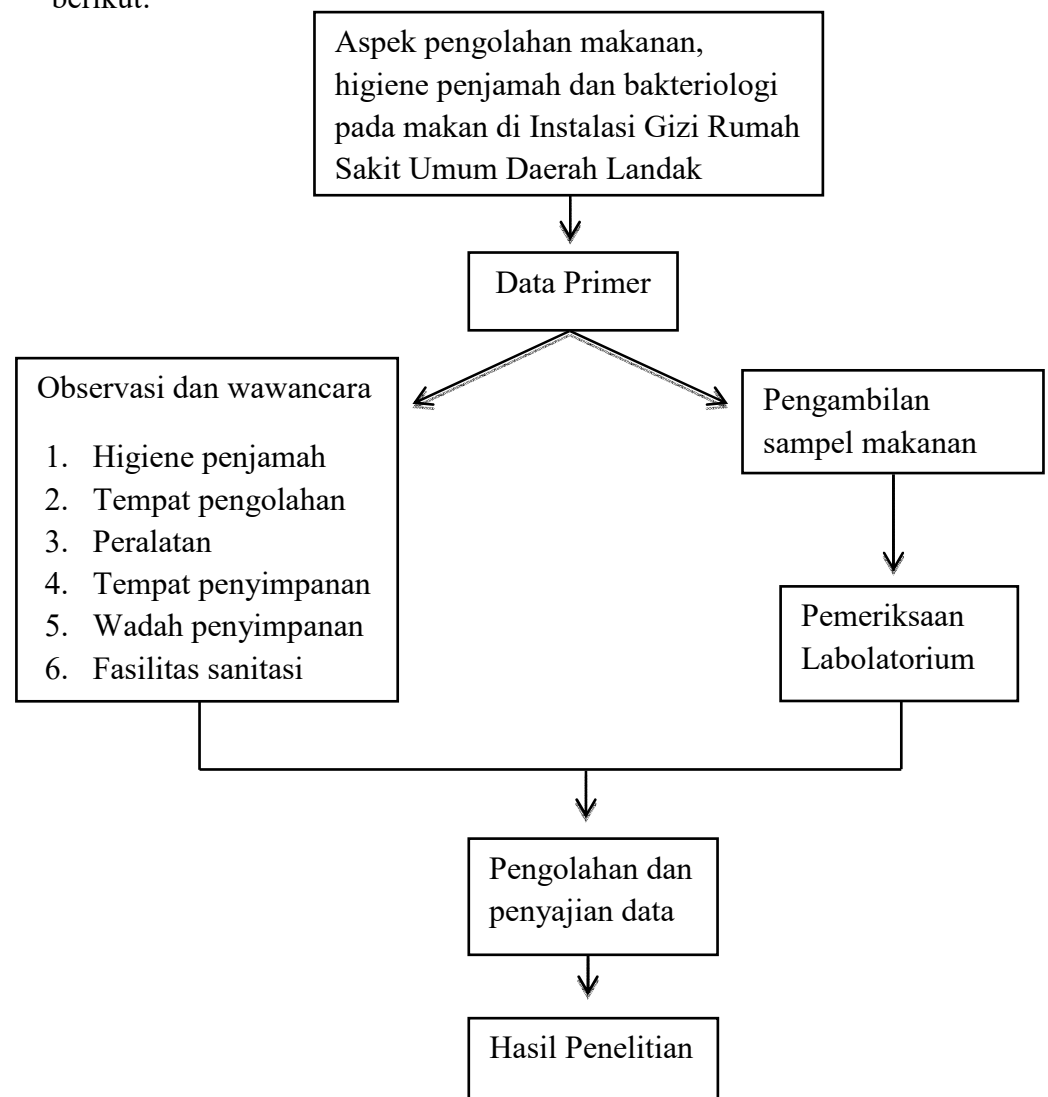 berikut:
Aspek pengolahan makanan,
higiene penjamah dan bakteriologi
pada makan di Instalasi Gizi Rumah
Sakit Umum Daerah Landak
Data Primer
Observasi dan wawancara
1. Higiene penjamah
2. Tempat pengolahan
3. Peralatan
4. Tempat penyimpanan
5. Wadah penyimpanan
6. Fasilitas sanitasi
Pengambilan
sampel makanan
Pemeriksaan
Labolatorium
Pengolahan dan
penyajian data
Hasil Penelitian